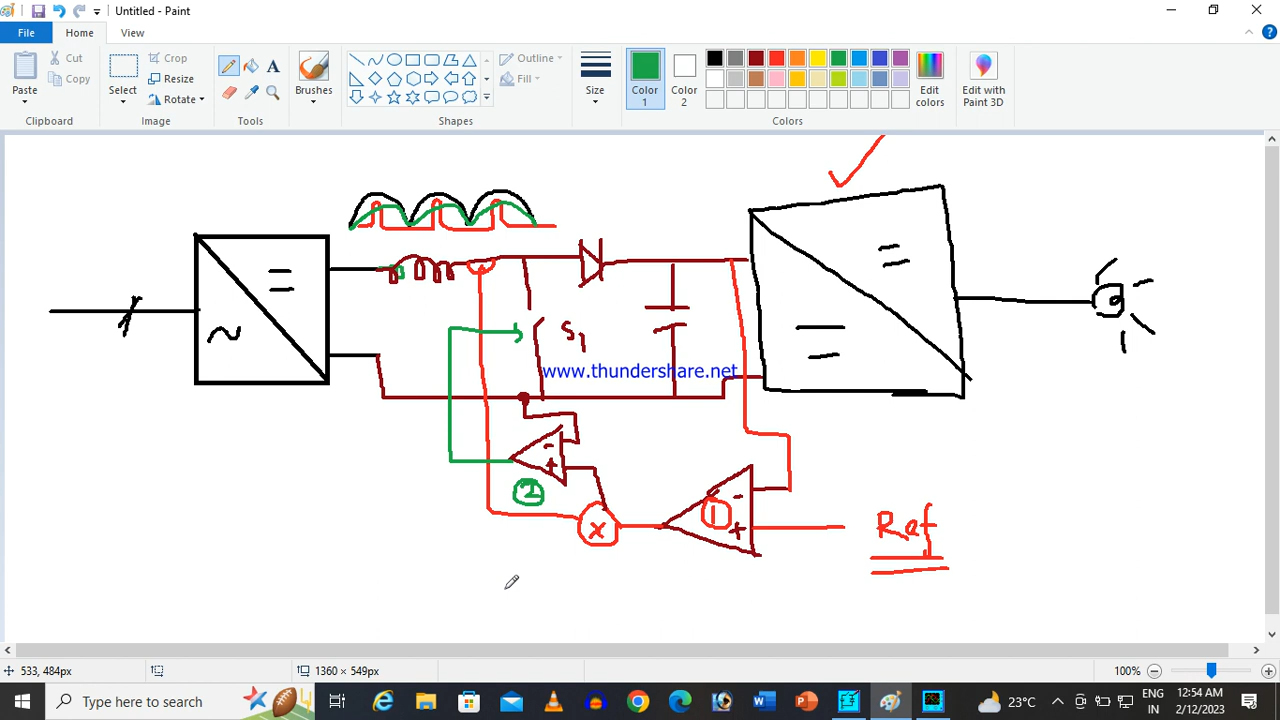 Untitled - Paint
File Home View
Paste
Cut
Copy
Clipboard
Select
Crop
Resize
Rotate
Image
A
Tools
Brushes
Outline
Fill
Shapes
Size
Color 1
Color 2
Edit colors
Colors
Edit with Paint 3D
S1
www.thundershare.net
-
+
2
x
1
-
+
Ref
533, 484px
1360 × 549px
100%
Type here to search
23°C
ENG
IN
12:54 AM
2/12/2023